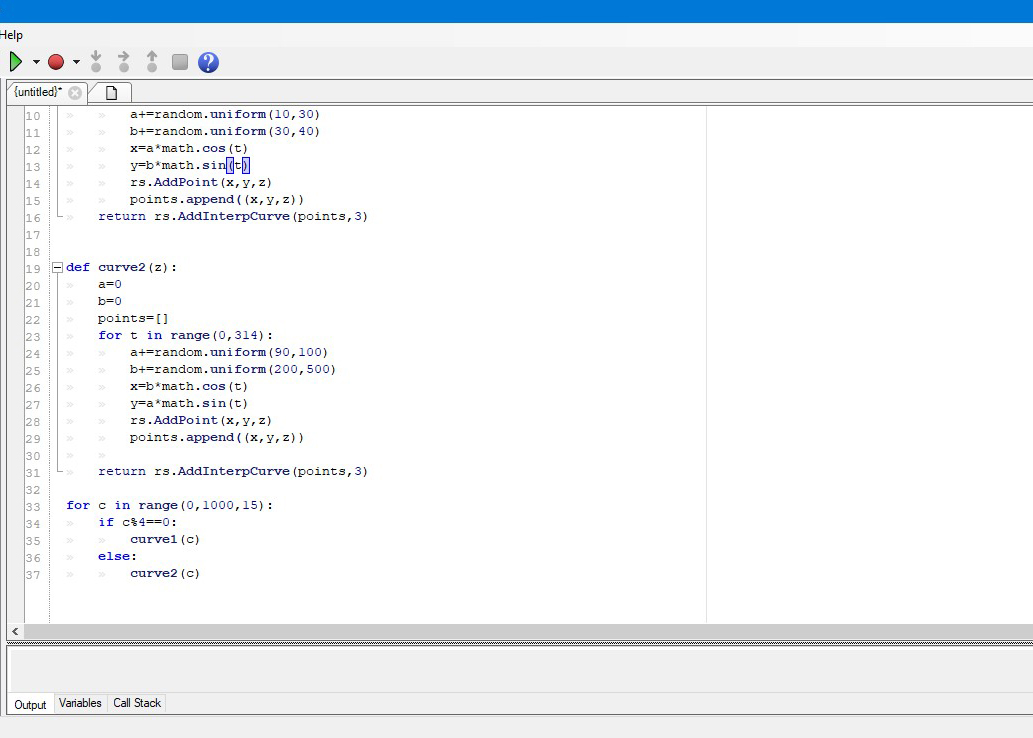 Help
{untitled}*
10 a+=random.uniform(10,30)
11 b+=random.uniform(30,40)
12 x=a*math.cos(t)
13 y=b*math.sin(t)
14 rs.AddPoint(x,y,z)
15 points.append((x,y,z))
16 return rs.AddInterpCurve(points,3)
17
18
19 def curve2(z):
20 a=0
21 b=0
22 points=[]
23 for t in range(0,314):
24 a+=random.uniform(90,100)
25 b+=random.uniform(200,500)
26 x=b*math.cos(t)
27 y=a*math.sin(t)
28 rs.AddPoint(x,y,z)
29 points.append((x,y,z))
30
31 return rs.AddInterpCurve(points,3)
32
33 for c in range(0,1000,15):
34 if c%4==0:
35 curve1(c)
36 else:
37 curve2(c)
Output Variables Call Stack